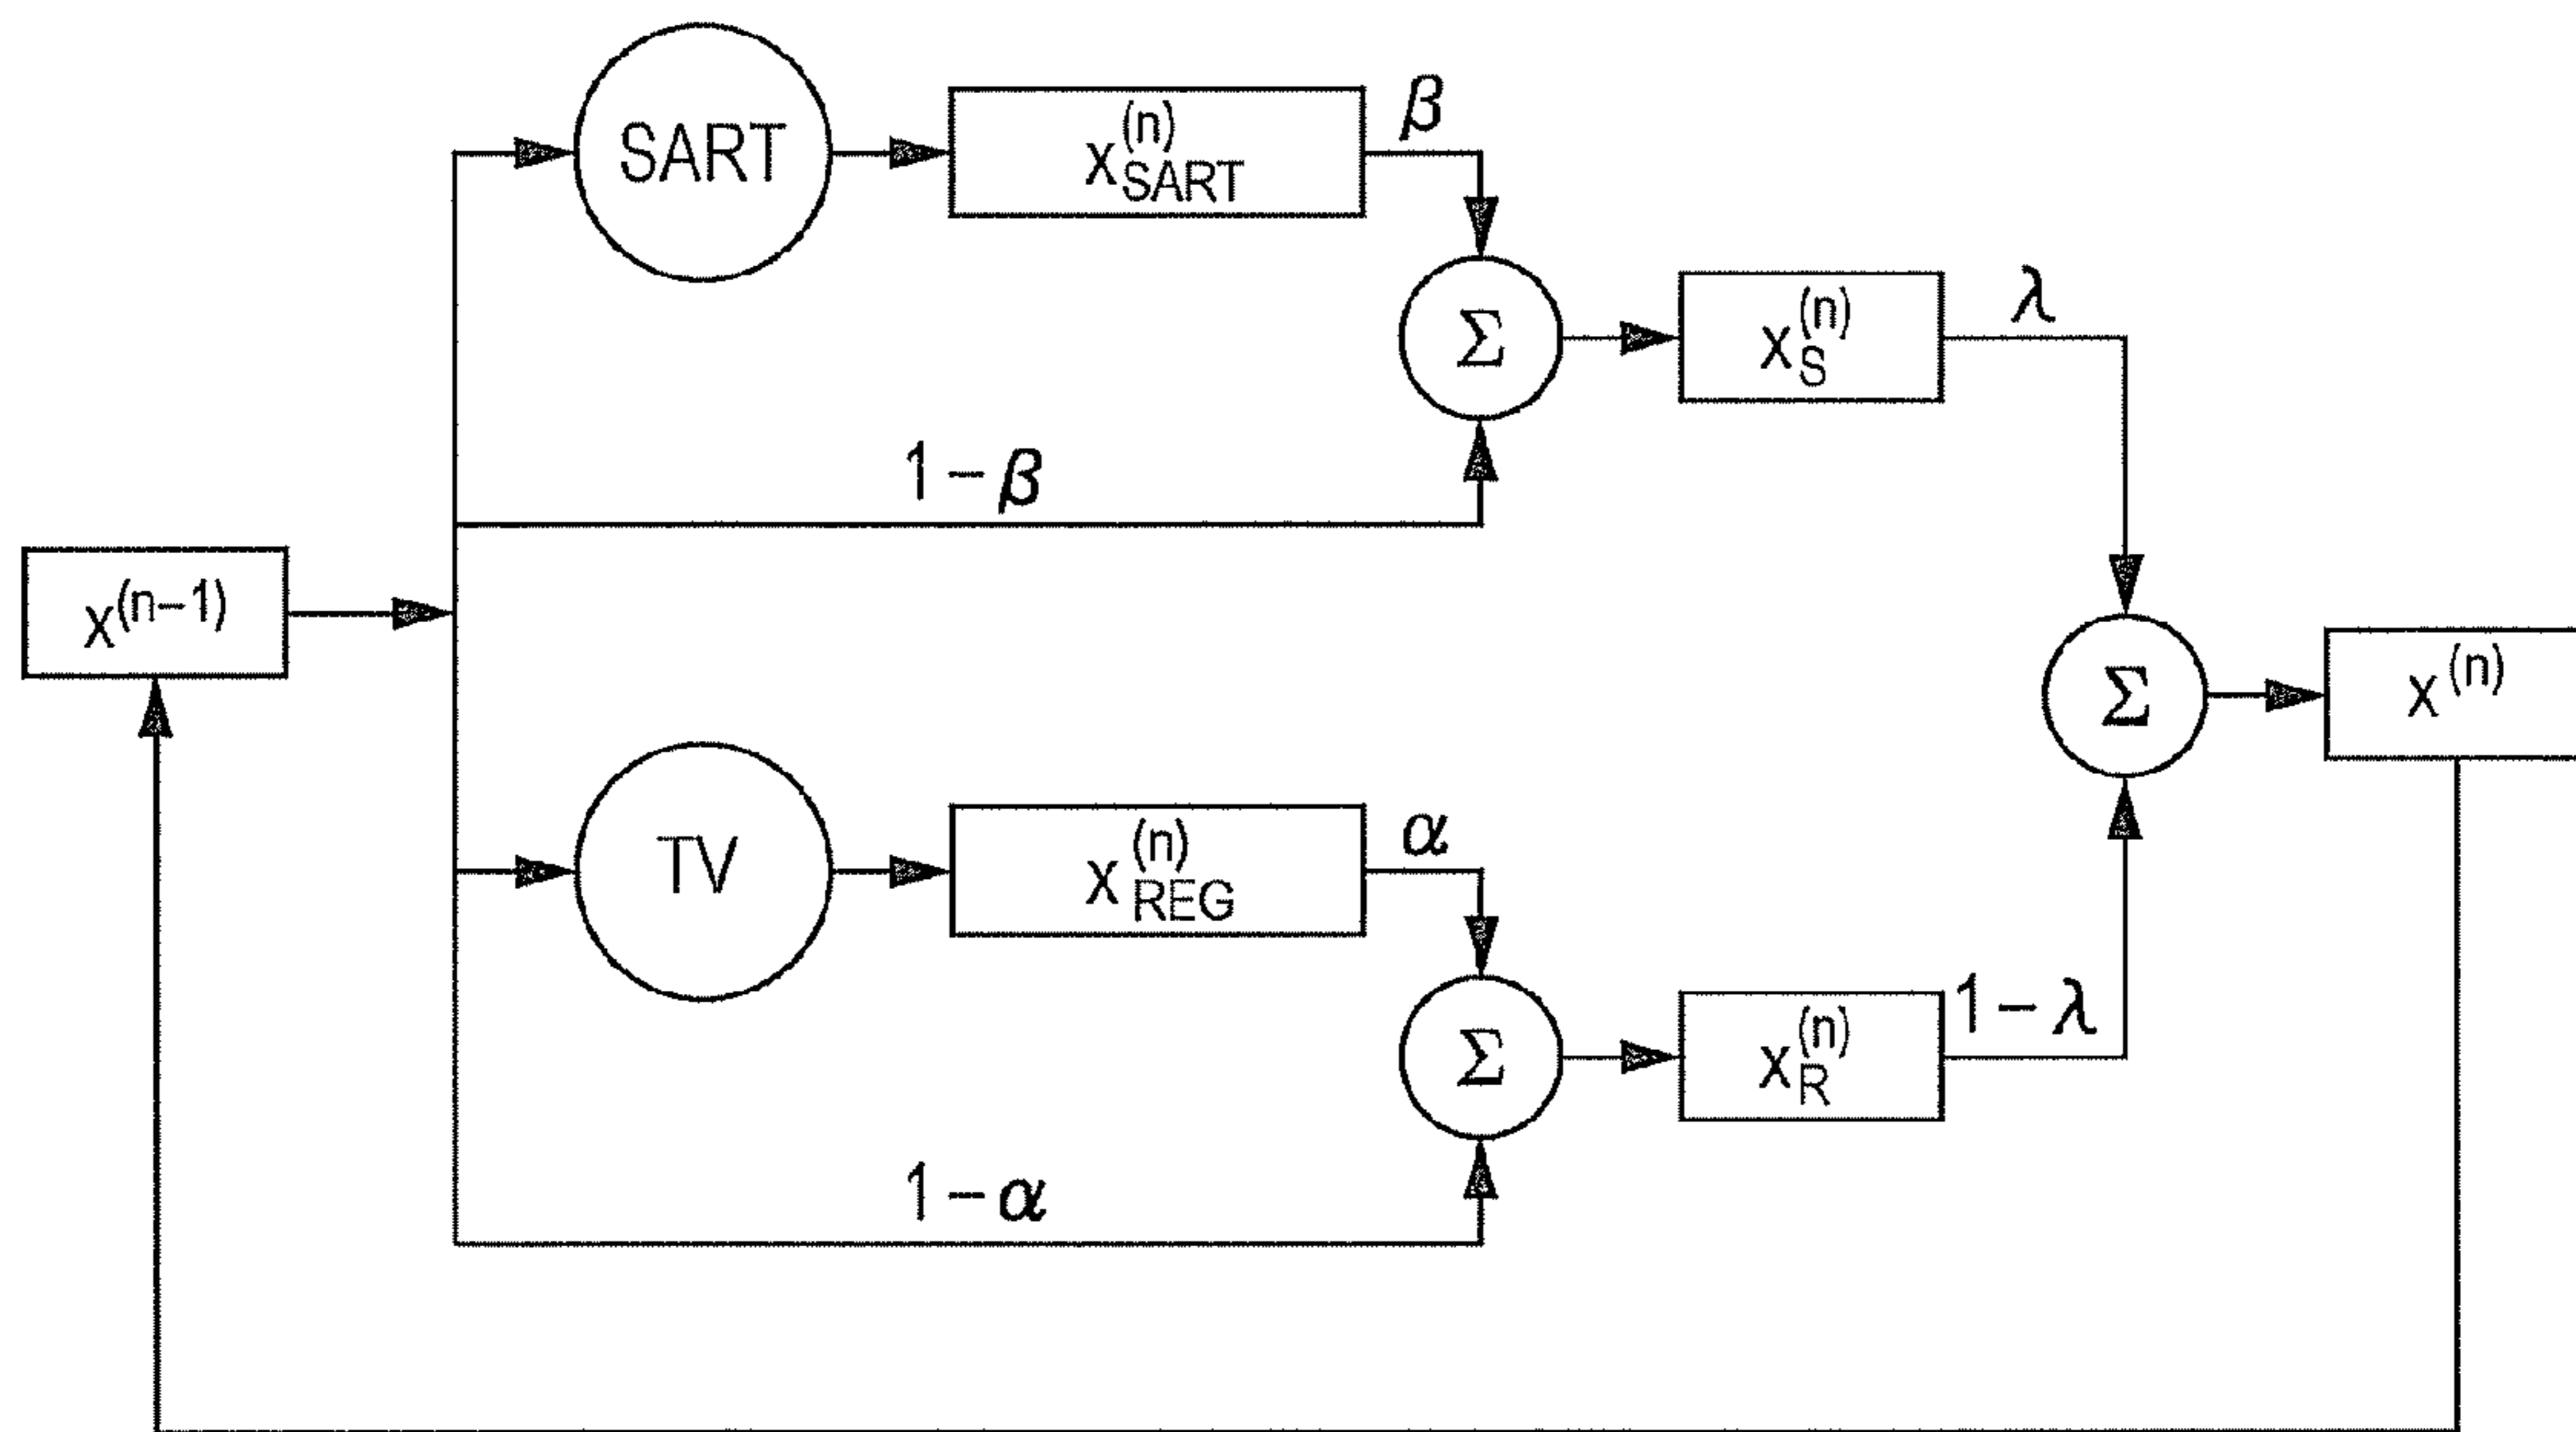 SART
x^(n)_SART
β
Σ
x^(n)_S
λ
1-β
x^(n-1)
Σ
x^(n)
TV
x^(n)_REG
α
Σ
x^(n)_R
1-λ
1-α